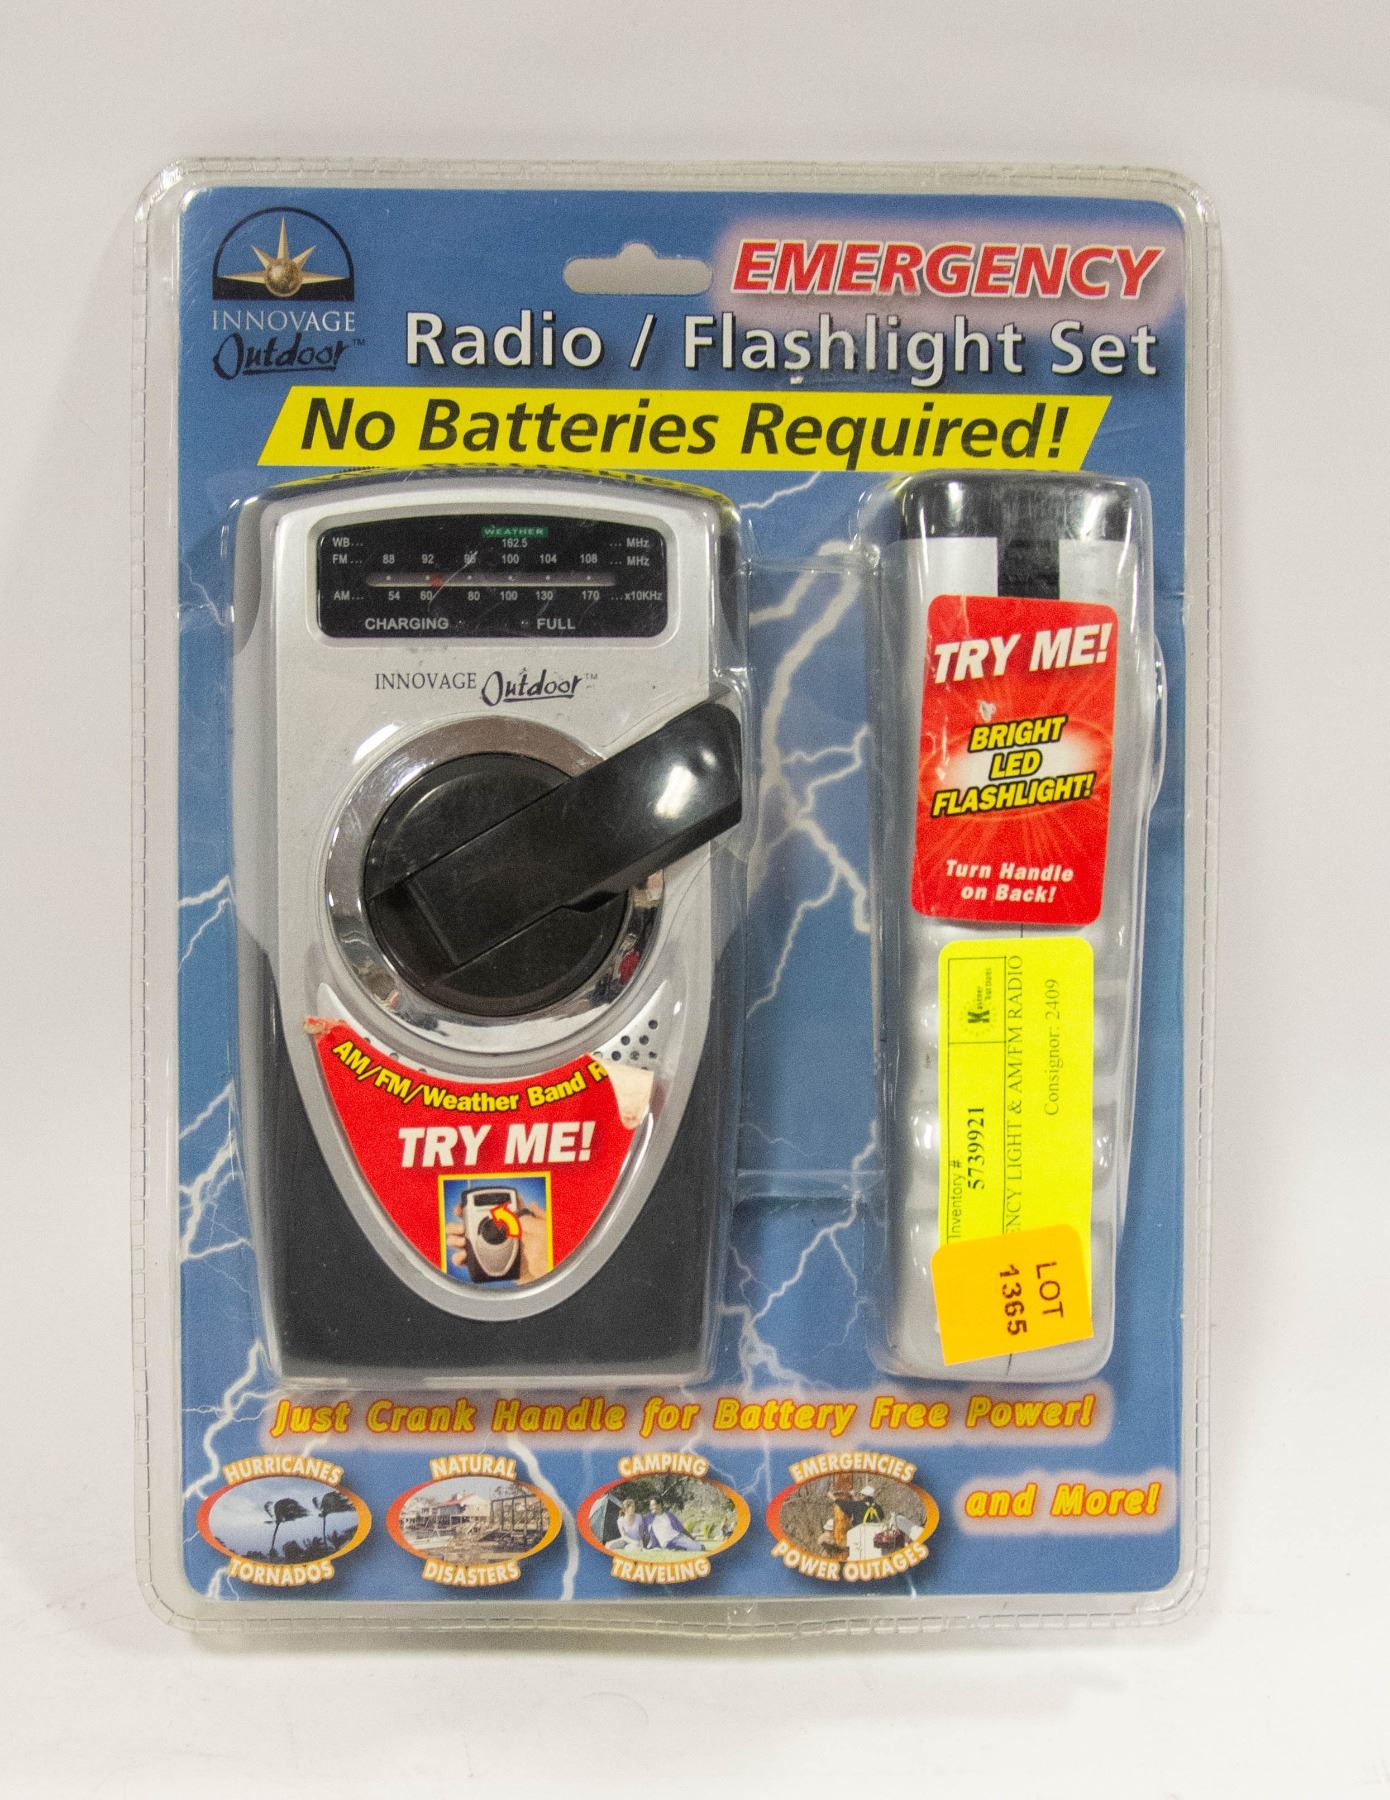 EMERGENCY
INNOVAGE
Outdoor™
Radio / Flashlight Set
No Batteries Required!
WEATHER
WB... 162.5 ... MHz
FM... 88 92 96 100 104 108 ... MHz
AM... 54 60 80 100 130 170 ...x10KHz
CHARGING FULL
INNOVAGE Outdoor™
AM/FM/Weather Band R
TRY ME!
TRY ME!
BRIGHT
LED
FLASHLIGHT!
Turn Handle
on Back!
Inventory #
5739921
ENCY LIGHT & AM/FM RADIO
Consignor: 2409
LOT
1365
Just Crank Handle for Battery Free Power!
HURRICANES
TORNADOS
NATURAL
DISASTERS
CAMPING
TRAVELING
EMERGENCIES
POWER OUTAGES
and More!